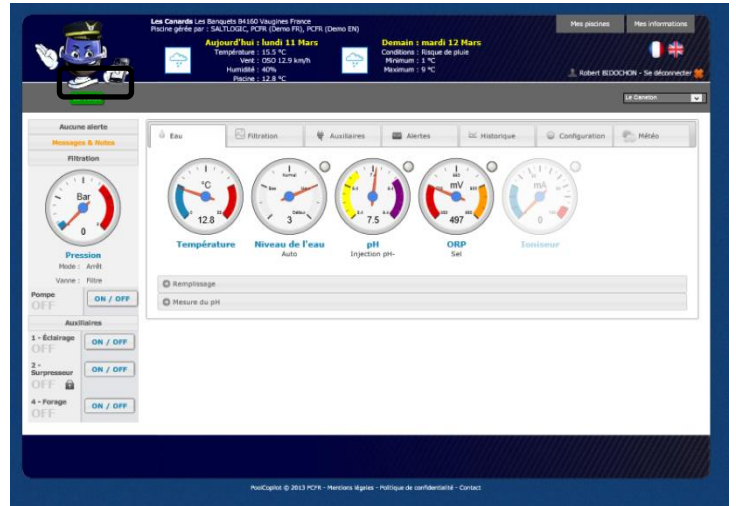 Les Canards Les Banquets 84160 Vaugines France
Piscine gérée par : SALTLOGIC, PCFR (Demo FR), PCFR (Demo EN)
Mes piscines
Mes informations
Aujourd'hui : lundi 11 Mars
Température : 15.5 °C
Vent : OSO 12.9 km/h
Humidité : 40%
Piscine : 12.8 °C
Demain : mardi 12 Mars
Conditions : Risque de pluie
Minimum : 1 °C
Maximum : 9 °C
Robert BIDOCHON - Se déconnecter
Le Ganelon
Aucune alerte
Messages & Notes
Filtration
Bar
0
Pression
Mode : Arrêt
Vanne : Filtre
Pompe
OFF
ON / OFF
Auxiliaires
1 - Éclairage
OFF
ON / OFF
2 - Surpresseur
OFF
ON / OFF
4 - Forage
OFF
ON / OFF
Eau
Filtration
Auxiliaires
Alertes
Historique
Configuration
Météo
°C
12.8
Température
Normal
Bas
Haut
3
Niveau de l'eau
Auto
7.5
pH
Injection pH-
mV
497
ORP
Sel
mA
0
Ioniseur
Remplissage
Mesure du pH
PoolCopilot © 2013 PCFR - Mentions légales - Politique de confidentialité - Contact